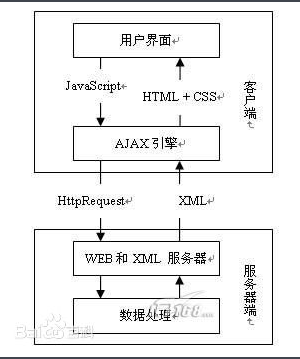 用户界面
JavaScript
HTML + CSS
客户端
AJAX 引擎
HttpRequest
XML
WEB 和 XML 服务器
服务器端
数据处理
Bai 百科